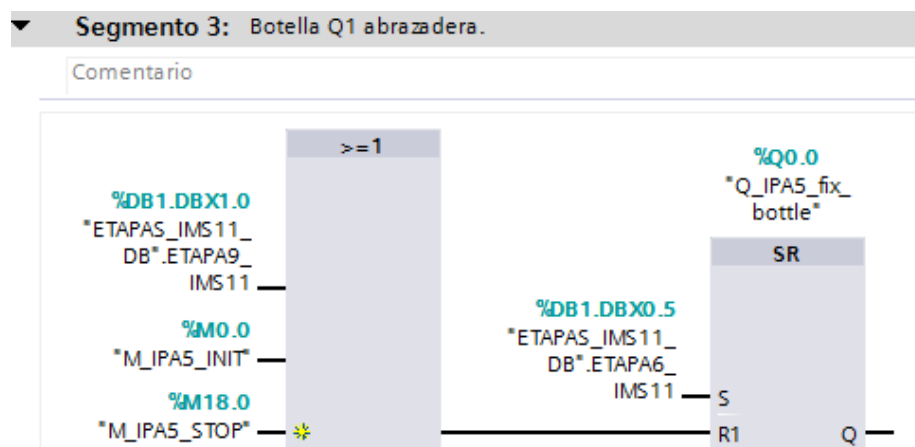 Segmento 3: Botella Q1 abrazadera.
Comentario
>=1
%DB1.DBX1.0
"ETAPAS_IMS11_
DB".ETAPA9_
IMS11
%M0.0
"M_IPA5_INIT"
%M18.0
"M_IPA5_STOP"
%Q0.0
"Q_IPA5_fix_
bottle"
SR
%DB1.DBX0.5
"ETAPAS_IMS11_
DB".ETAPA6_
IMS11
S
R1
Q